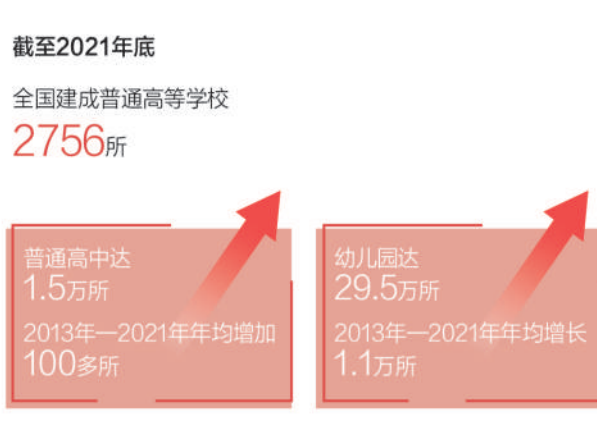 截至2021年底
全国建成普通高等学校
2756所
普通高中达
1.5万所
2013年—2021年年均增加
100多所
幼儿园达
29.5万所
2013年—2021年年均增长
1.1万所